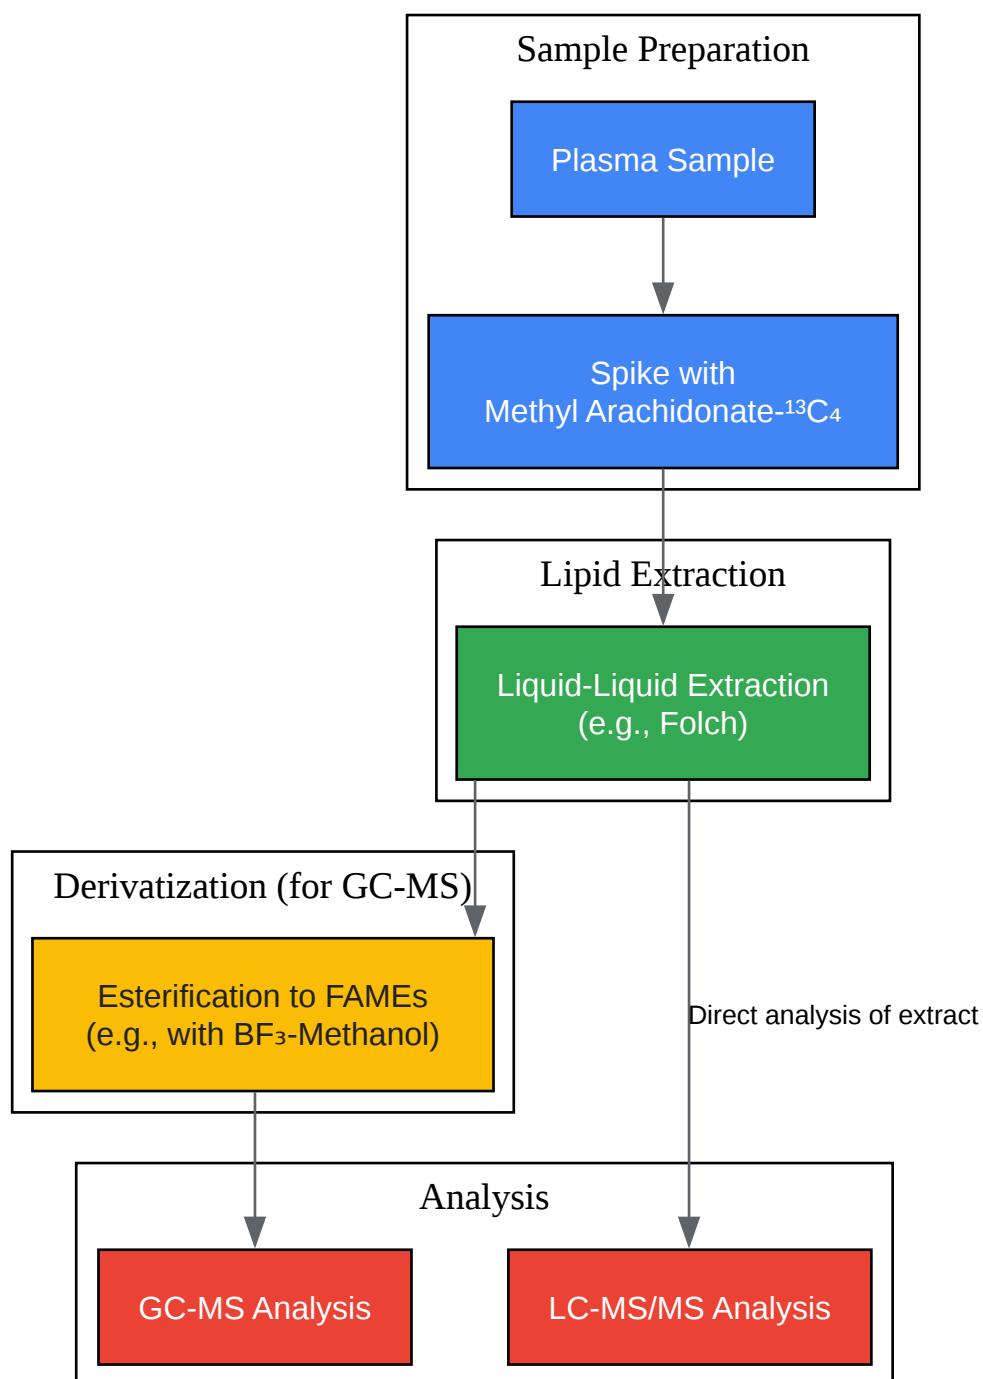 Sample Preparation
Plasma Sample
Spike with
Methyl Arachidonate-¹³C₄
Lipid Extraction
Liquid-Liquid Extraction
(e.g., Folch)
Derivatization (for GC-MS)
Esterification to FAMEs
(e.g., with BF₃-Methanol)
Direct analysis of extract
Analysis
GC-MS Analysis
LC-MS/MS Analysis